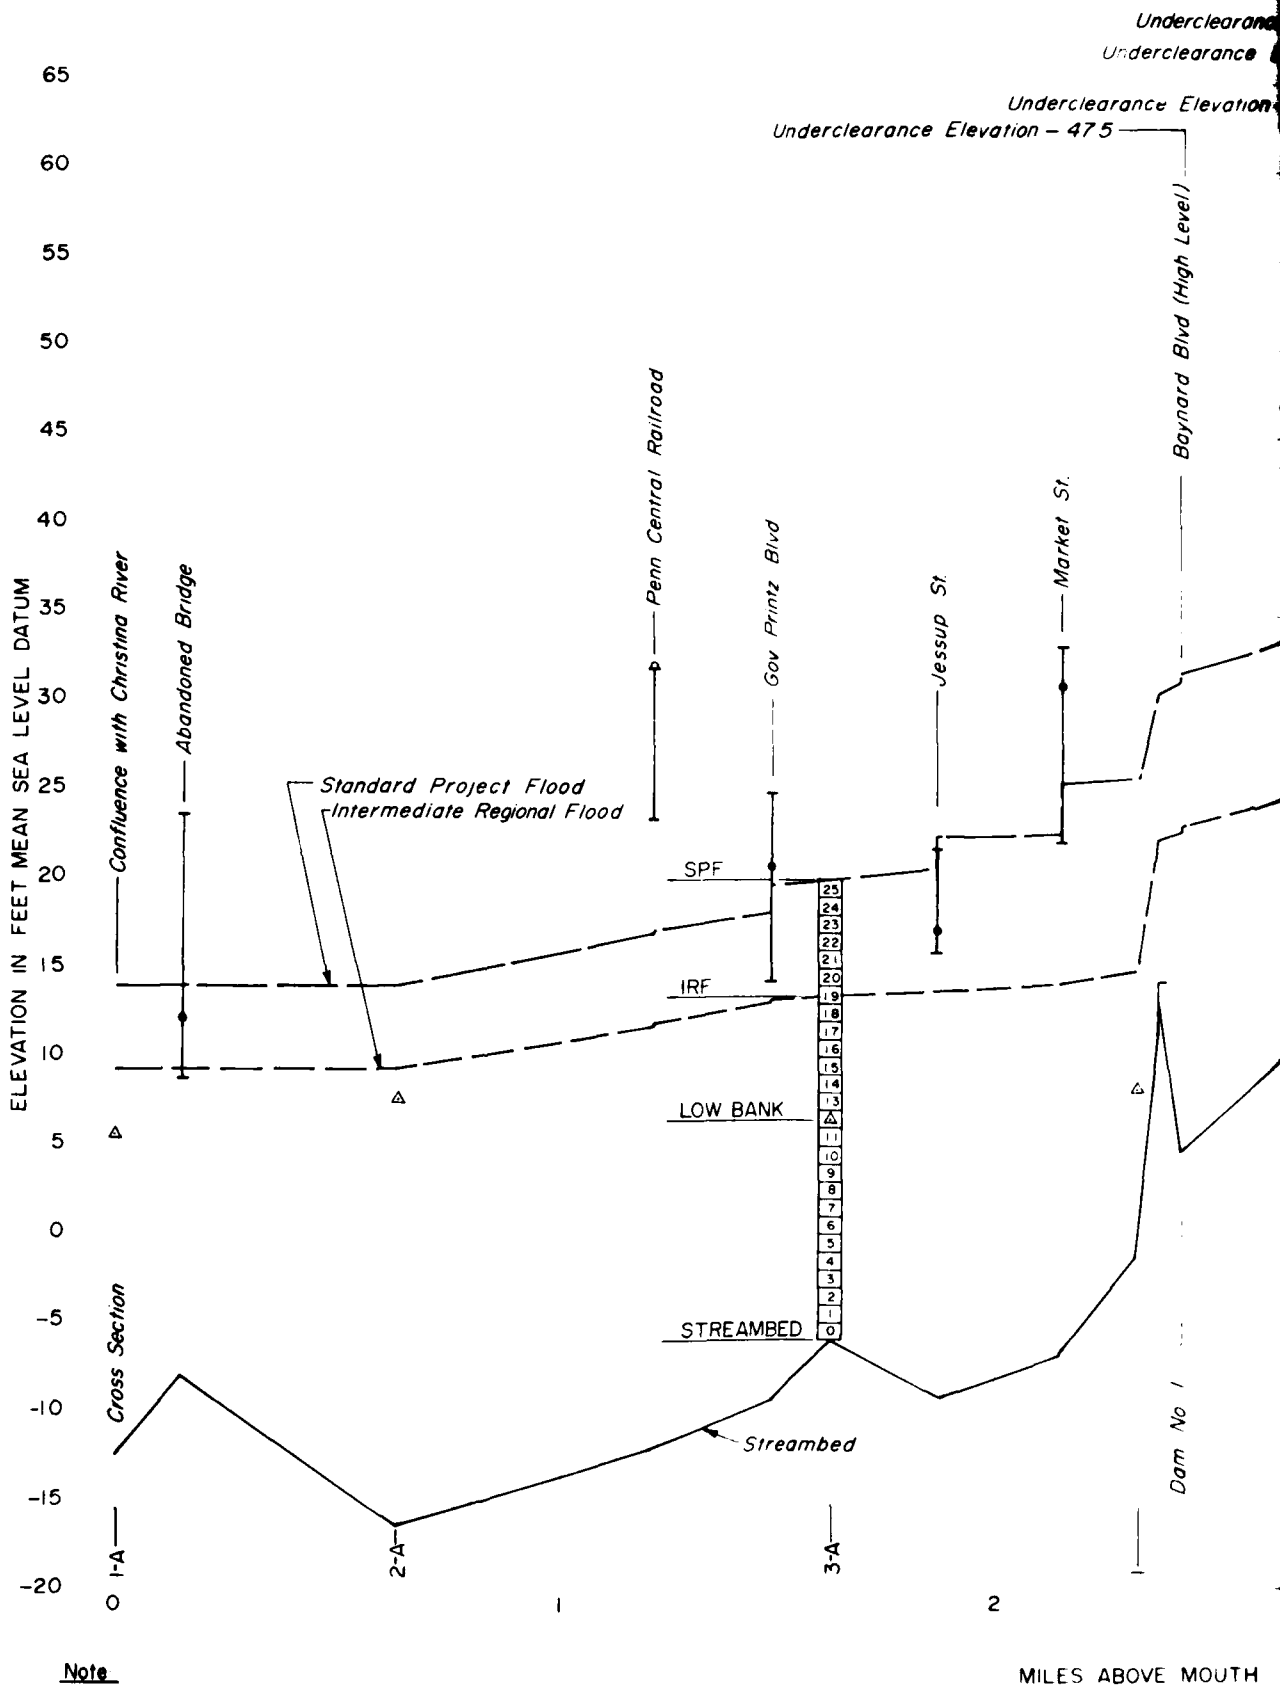 Underclearanc
Underclearance
Underclearance Elevation
Underclearance Elevation - 47.5
65
60
55
50
45
40
35
30
25
20
15
10
5
0
-5
-10
-15
-20
ELEVATION IN FEET MEAN SEA LEVEL DATUM
Confluence with Christina River
Abandoned Bridge
Penn Central Railroad
Gov Printz Blvd
Jessup St.
Market St.
Baynard Blvd (High Level)
Standard Project Flood
Intermediate Regional Flood
SPF
IRF
LOW BANK
STREAMBED
25
24
23
22
21
20
19
18
17
16
15
14
13
11
10
9
8
7
6
5
4
3
2
1
0
Streambed
Cross Section
Dam No 1
1-A
2-A
3-A
0
1
2
Note
MILES ABOVE MOUTH